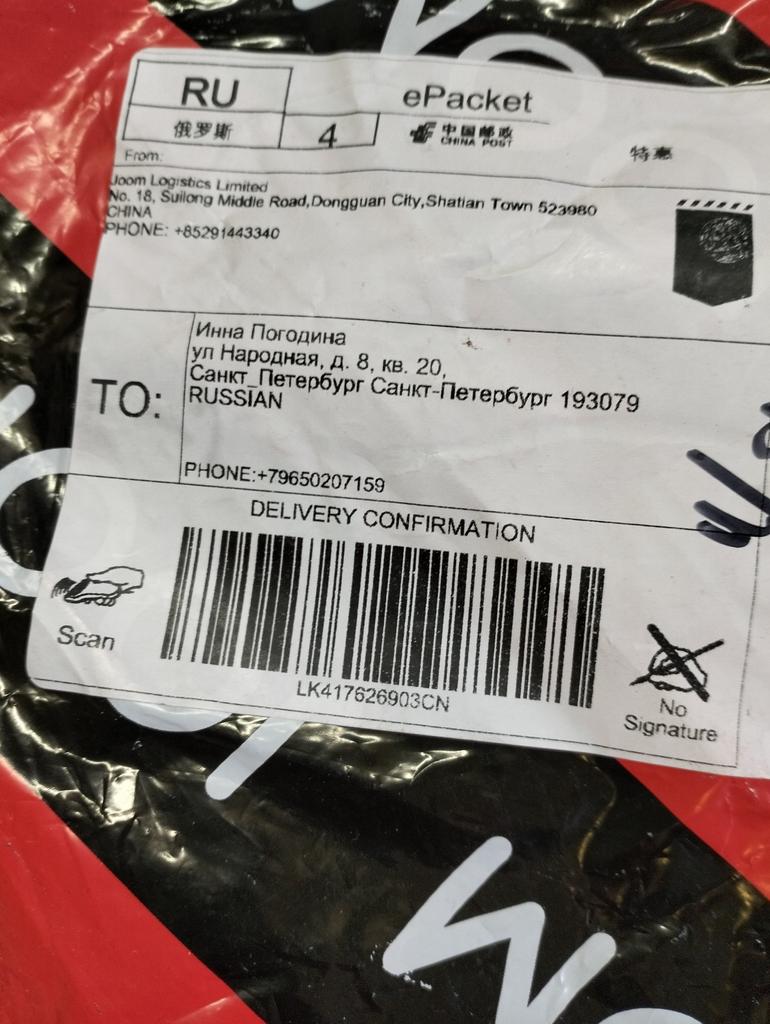 RU
ePacket
俄罗斯
4
中国邮政
CHINA POST
特惠
From:
Joom Logistics Limited
No. 18, Suilong Middle Road,Dongguan City,Shatian Town 523980
CHINA
PHONE: +85291443340
TO:
Инна Погодина
ул Народная, д. 8, кв. 20,
Санкт_Петербург Санкт-Петербург 193079
RUSSIAN
PHONE:+79650207159
DELIVERY CONFIRMATION
Scan
LK417626903CN
No
Signature